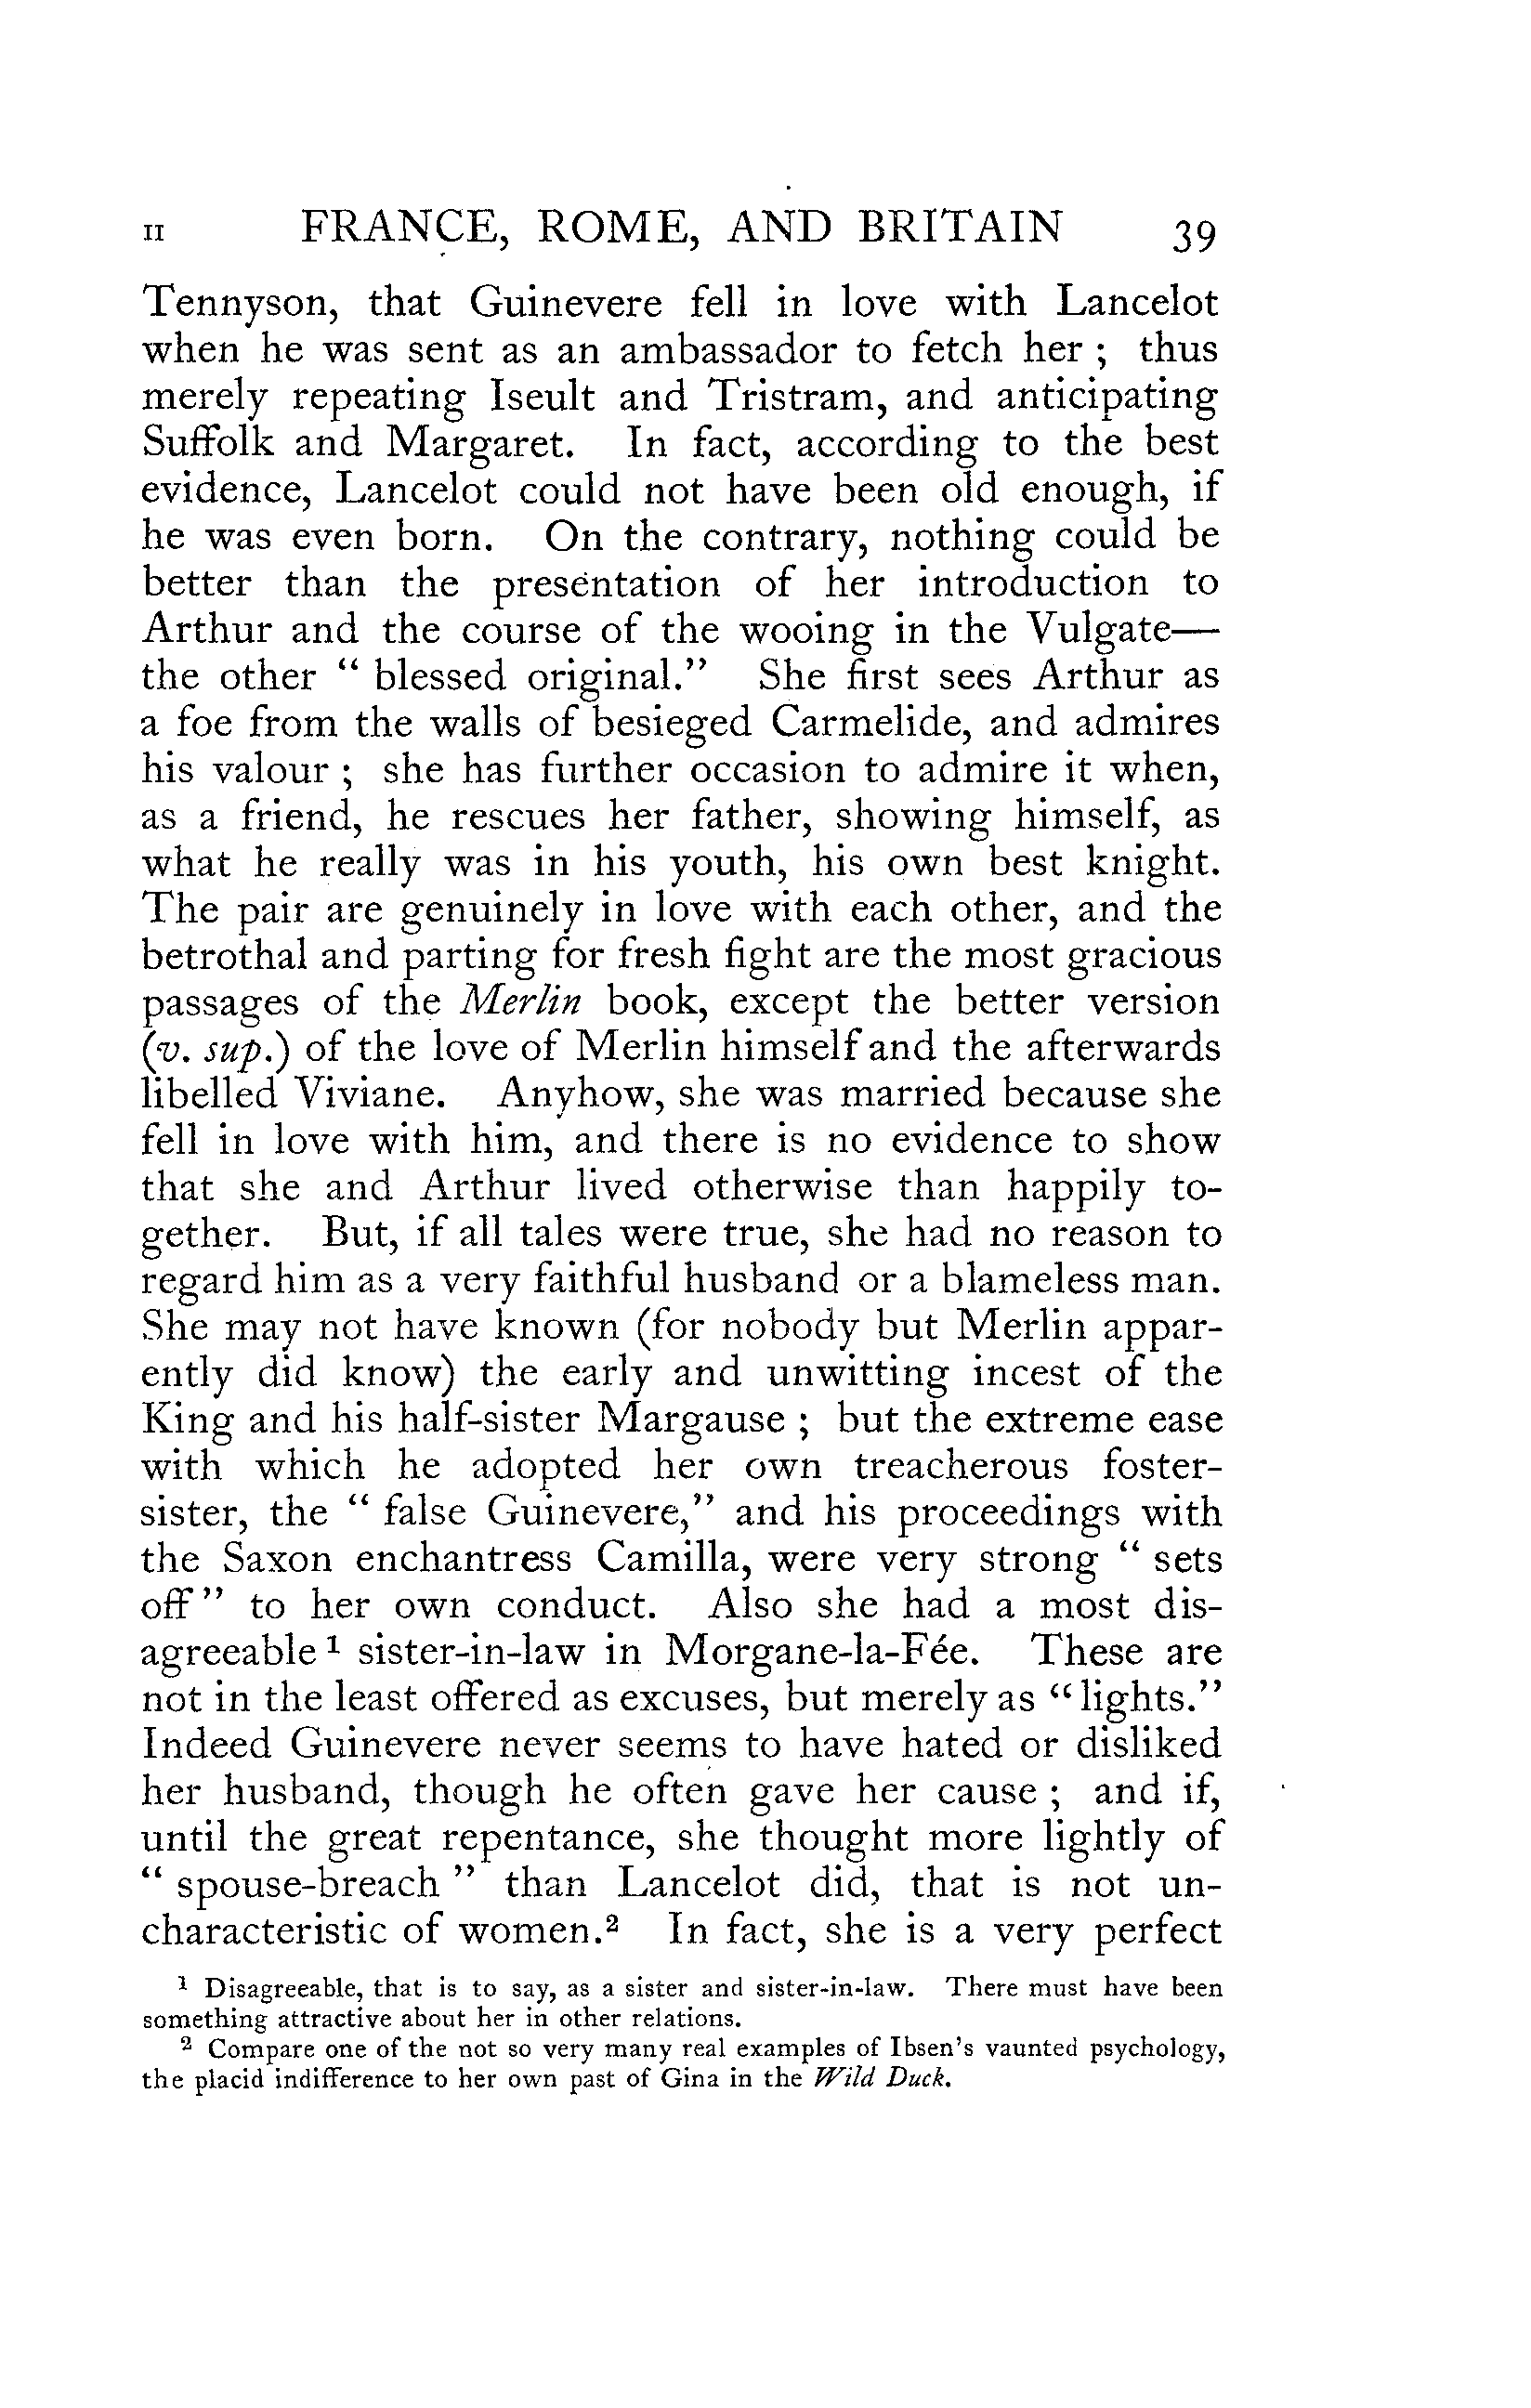 II FRANCE, ROME, AND BRITAIN 39
Tennyson, that Guinevere fell in love with Lancelot
when he was sent as an ambassador to fetch her ; thus
merely repeating Iseult and Tristram, and anticipating
Suffolk and Margaret. In fact, according to the best
evidence, Lancelot could not have been old enough, if
he was even born. On the contrary, nothing could be
better than the presentation of her introduction to
Arthur and the course of the wooing in the Vulgate—
the other “ blessed original.” She first sees Arthur as
a foe from the walls of besieged Carmelide, and admires
his valour ; she has further occasion to admire it when,
as a friend, he rescues her father, showing himself, as
what he really was in his youth, his own best knight.
The pair are genuinely in love with each other, and the
betrothal and parting for fresh fight are the most gracious
passages of the Merlin book, except the better version
(v. sup.) of the love of Merlin himself and the afterwards
libelled Viviane. Anyhow, she was married because she
fell in love with him, and there is no evidence to show
that she and Arthur lived otherwise than happily to-
gether. But, if all tales were true, she had no reason to
regard him as a very faithful husband or a blameless man.
She may not have known (for nobody but Merlin appar-
ently did know) the early and unwitting incest of the
King and his half-sister Margause ; but the extreme ease
with which he adopted her own treacherous foster-
sister, the “ false Guinevere,” and his proceedings with
the Saxon enchantress Camilla, were very strong “ sets
off ” to her own conduct. Also she had a most dis-
agreeable ¹ sister-in-law in Morgane-la-Fée. These are
not in the least offered as excuses, but merely as “ lights.”
Indeed Guinevere never seems to have hated or disliked
her husband, though he often gave her cause ; and if,
until the great repentance, she thought more lightly of
“ spouse-breach ” than Lancelot did, that is not un-
characteristic of women.² In fact, she is a very perfect
¹ Disagreeable, that is to say, as a sister and sister-in-law. There must have been
something attractive about her in other relations.
² Compare one of the not so very many real examples of Ibsen’s vaunted psychology,
the placid indifference to her own past of Gina in the Wild Duck.